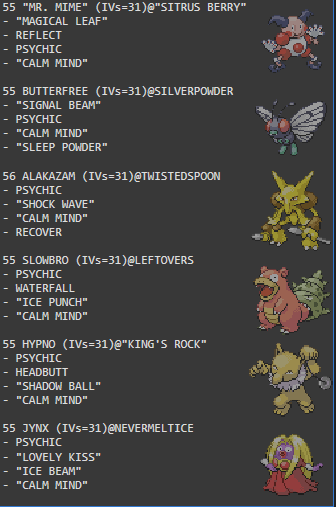 55 "MR. MIME" (IVs=31)@"SITRUS BERRY"
- "MAGICAL LEAF"
- REFLECT
- PSYCHIC
- "CALM MIND"
55 BUTTERFREE (IVs=31)@SILVERPOWDER
- "SIGNAL BEAM"
- PSYCHIC
- "CALM MIND"
- "SLEEP POWDER"
56 ALAKAZAM (IVs=31)@TWISTEDSPOON
- PSYCHIC
- "SHOCK WAVE"
- "CALM MIND"
- RECOVER
55 SLOWBRO (IVs=31)@LEFTOVERS
- PSYCHIC
- WATERFALL
- "ICE PUNCH"
- "CALM MIND"
55 HYPNO (IVs=31)@"KING'S ROCK"
- PSYCHIC
- HEADBUTT
- "SHADOW BALL"
- "CALM MIND"
55 JYNX (IVs=31)@NEVERMELTICE
- PSYCHIC
- "LOVELY KISS"
- "ICE BEAM"
- "CALM MIND"